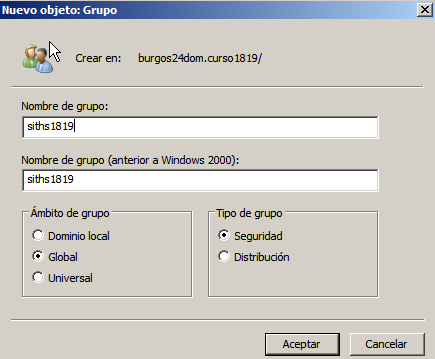 Nuevo objeto: Grupo
Crear en: burgos24dom.curso1819/
Nombre de grupo:
siths1819
Nombre de grupo (anterior a Windows 2000):
siths1819
Ámbito de grupo
Dominio local
Global
Universal
Tipo de grupo
Seguridad
Distribución
Aceptar
Cancelar